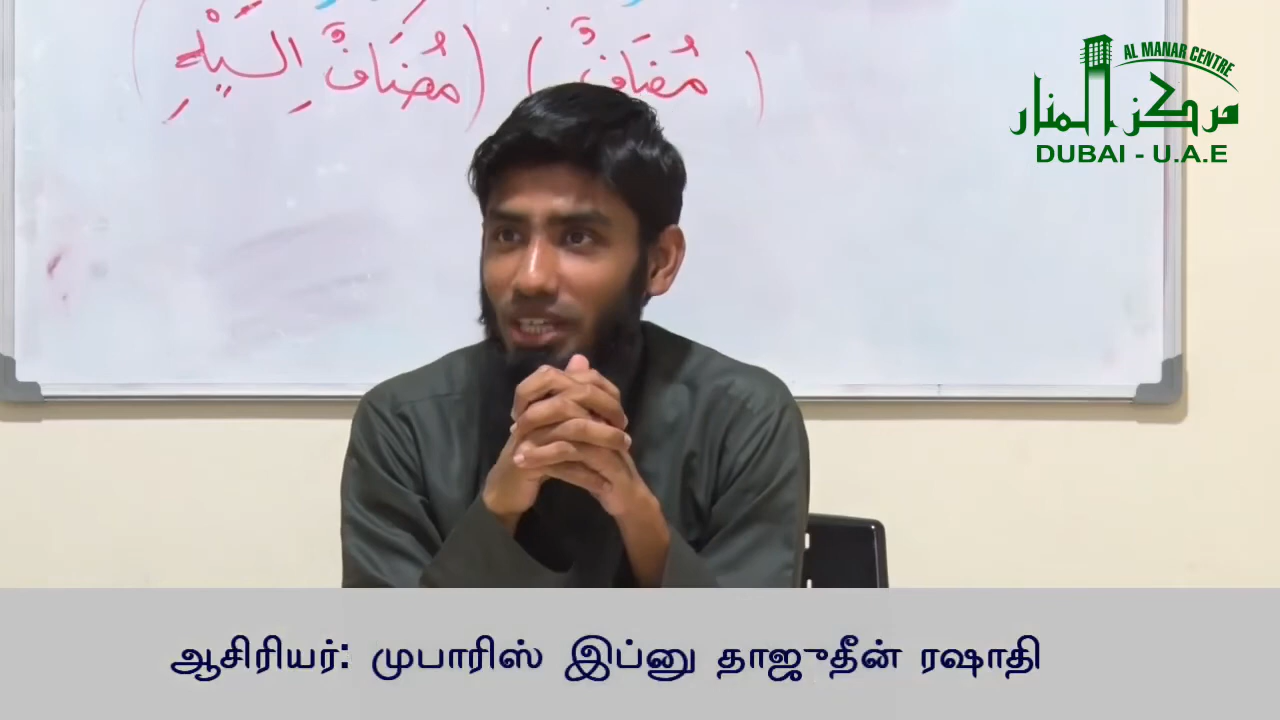 (مُضَافٌ) (مُضَافٌ اِلَيْهِ)
AL MANAR CENTRE
مركز المنار
DUBAI - U.A.E
ஆசிரியர்: முபாரிஸ் இப்னு தாஜுதீன் ரஷாதி